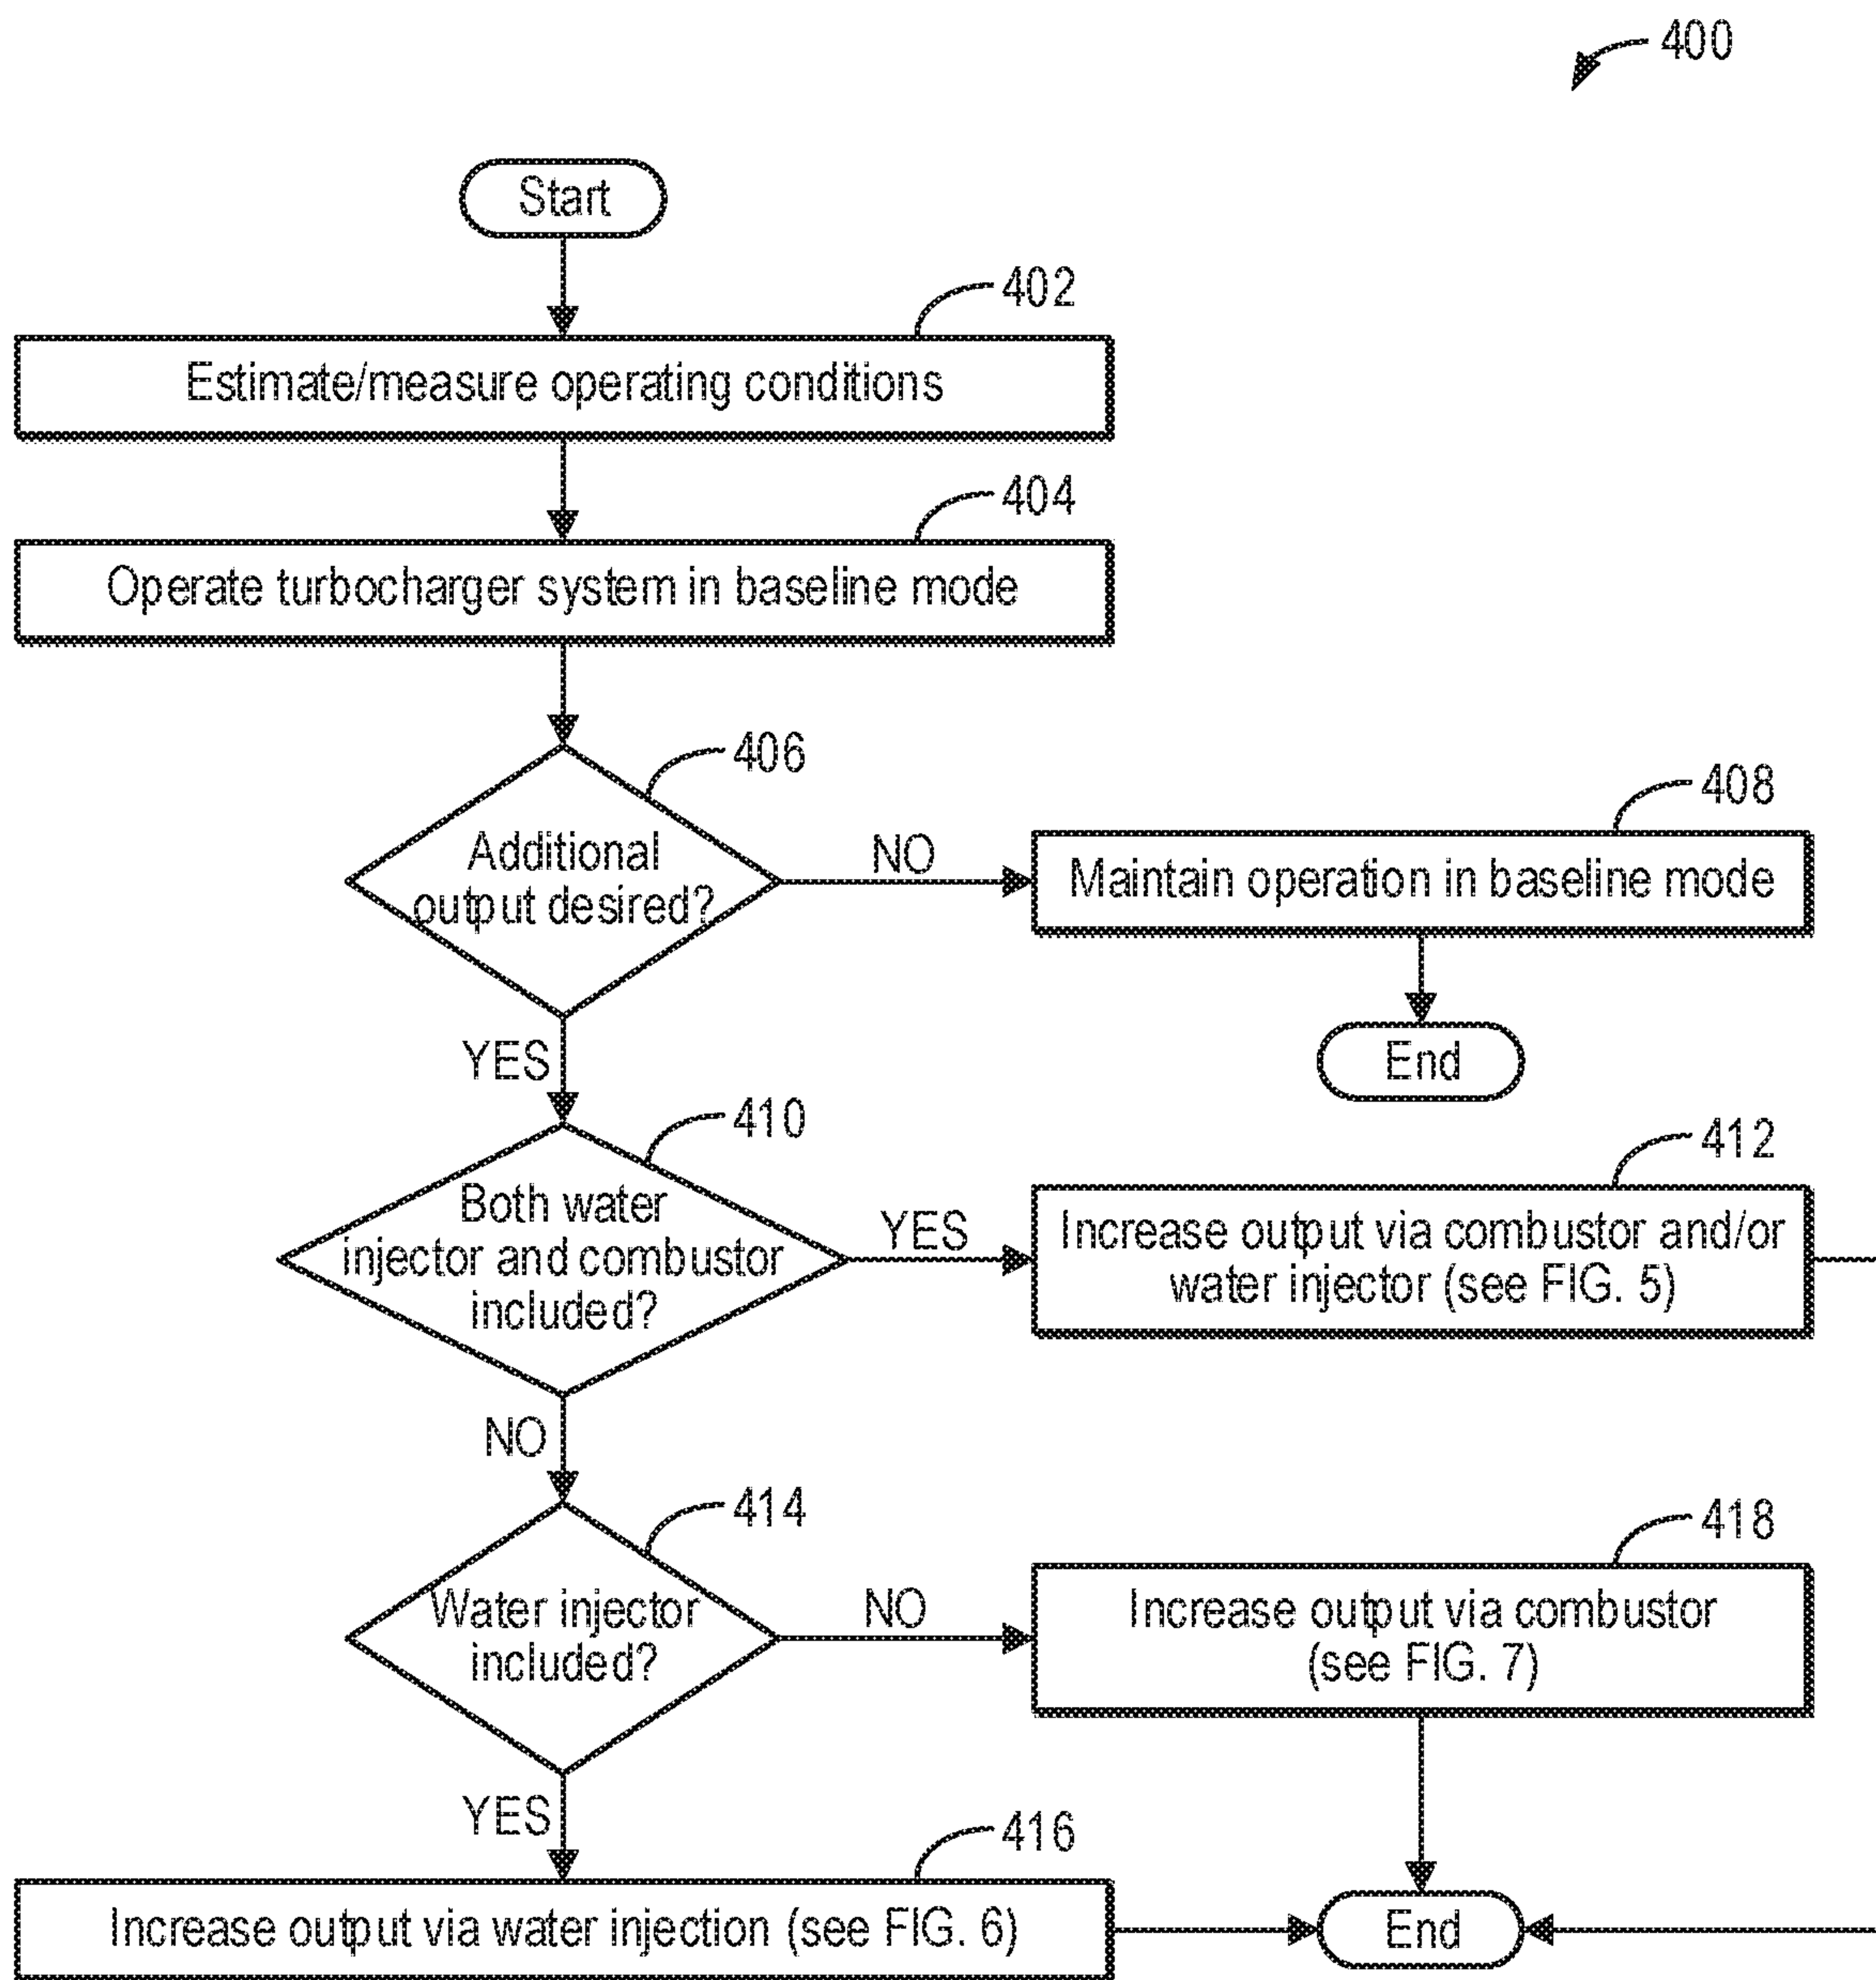 400
Start
402
Estimate/measure operating conditions
404
Operate turbocharger system in baseline mode
406
Additional
output desired?
NO
408
Maintain operation in baseline mode
End
YES
410
Both water
injector and combustor
included?
YES
412
Increase output via combustor and/or
water injector (see FIG. 5)
NO
414
Water injector
included?
NO
418
Increase output via combustor
(see FIG. 7)
YES
416
Increase output via water injection (see FIG. 6)
End